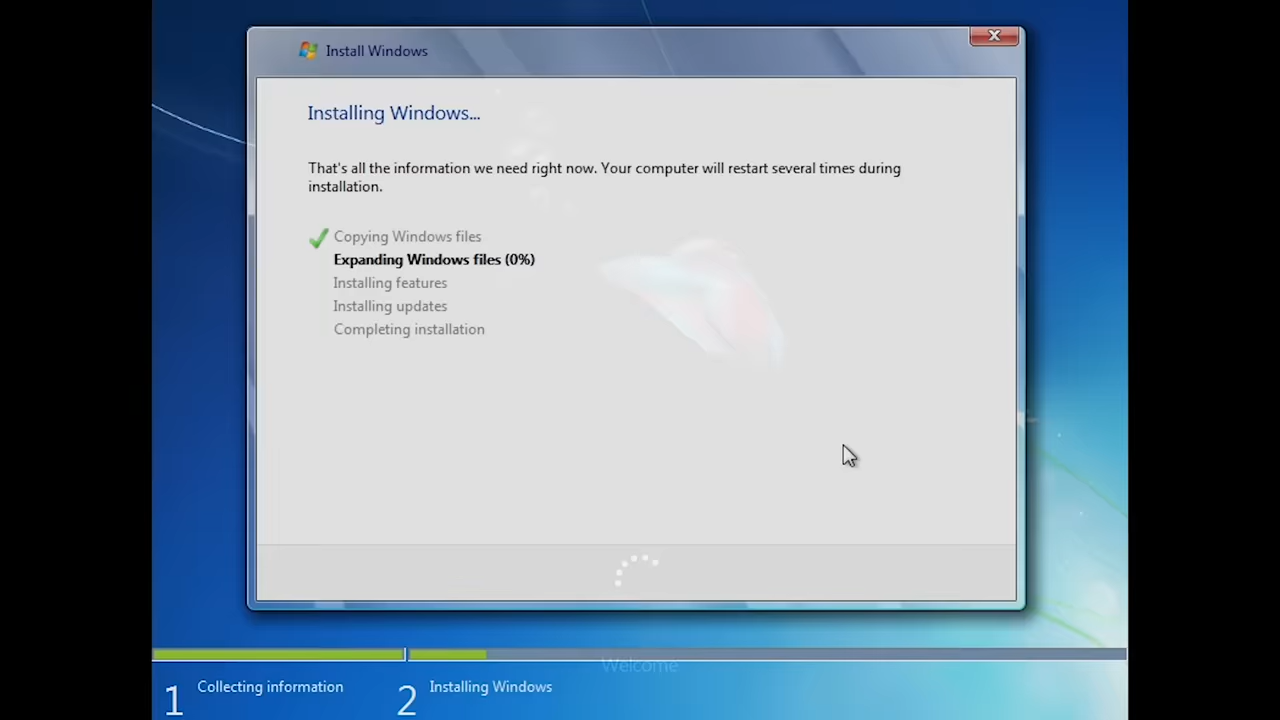 Install Windows
Installing Windows...
That's all the information we need right now. Your computer will restart several times during
installation.
Copying Windows files
Expanding Windows files (0%)
Installing features
Installing updates
Completing installation
Welcome
1 Collecting information
2 Installing Windows